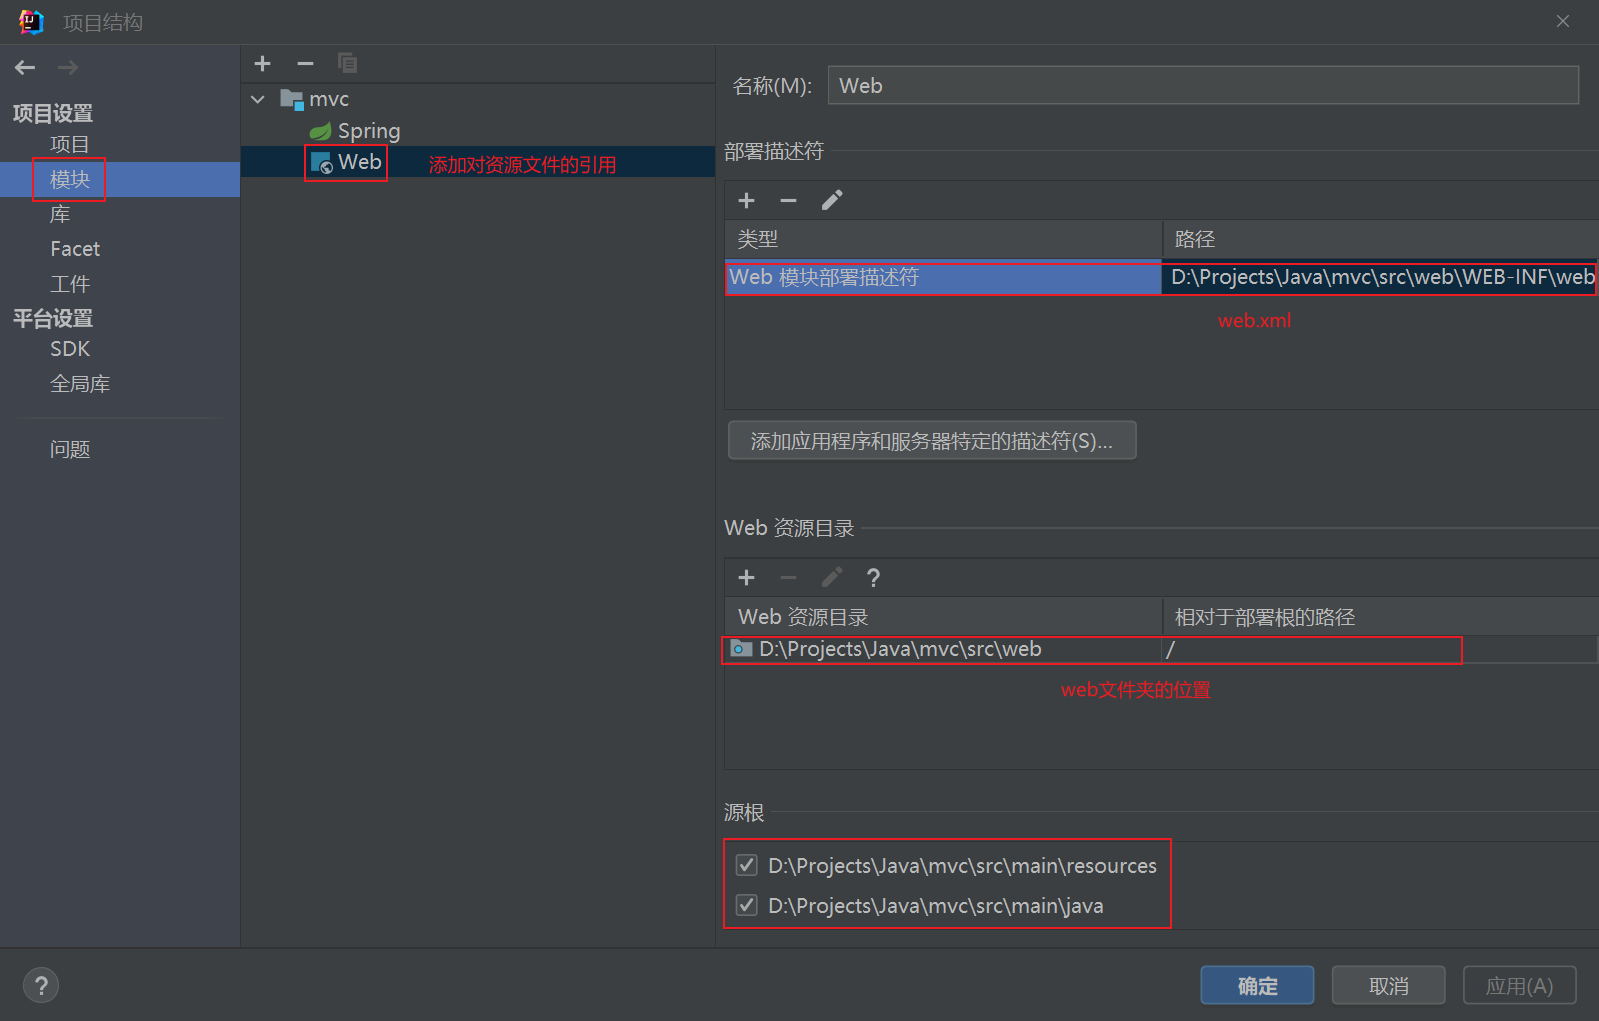 项目结构
项目设置
项目
模块
库
Facet
工件
平台设置
SDK
全局库
问题
mvc
Spring
Web 添加对资源文件的引用
名称(M): Web
部署描述符
类型 路径
Web 模块部署描述符 D:\Projects\Java\mvc\src\web\WEB-INF\web
web.xml
添加应用程序和服务器特定的描述符(S)...
Web 资源目录
?
Web 资源目录 相对于部署根的路径
D:\Projects\Java\mvc\src\web /
web文件夹的位置
源根
D:\Projects\Java\mvc\src\main\resources
D:\Projects\Java\mvc\src\main\java
? 确定 取消 应用(A)